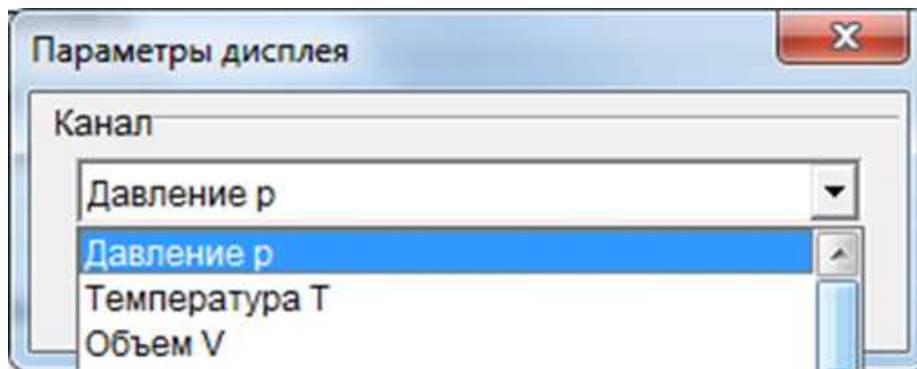 Параметры дисплея
Канал
Давление p
Давление p
Температура T
Объем V